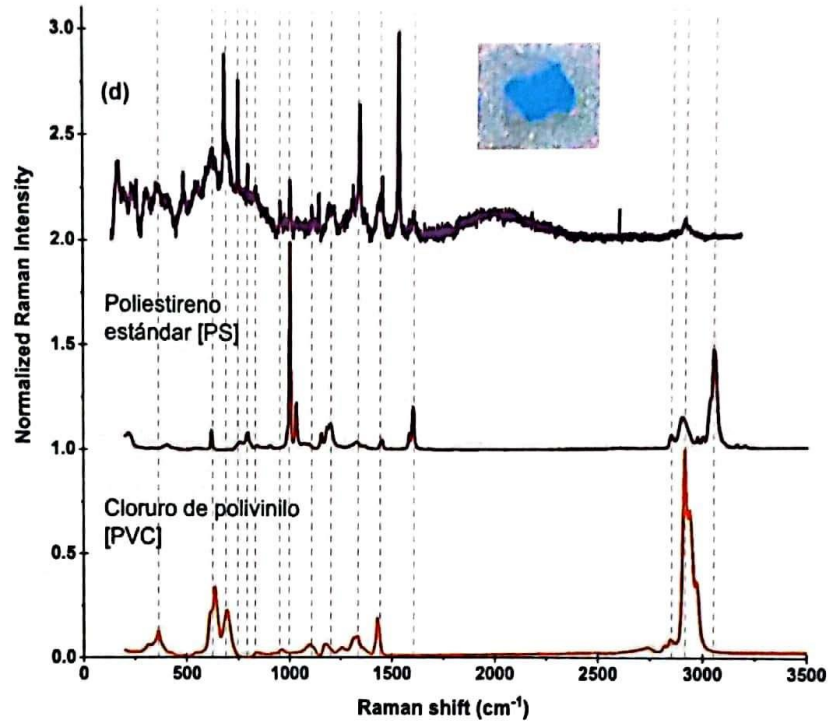 (d)
3.0
2.5
2.0
1.5
1.0
0.5
0.0
Normalized Raman Intensity
Poliestireno
estándar [PS]
Cloruro de polivinilo
[PVC]
0 500 1000 1500 2000 2500 3000 3500
Raman shift (cm⁻¹)